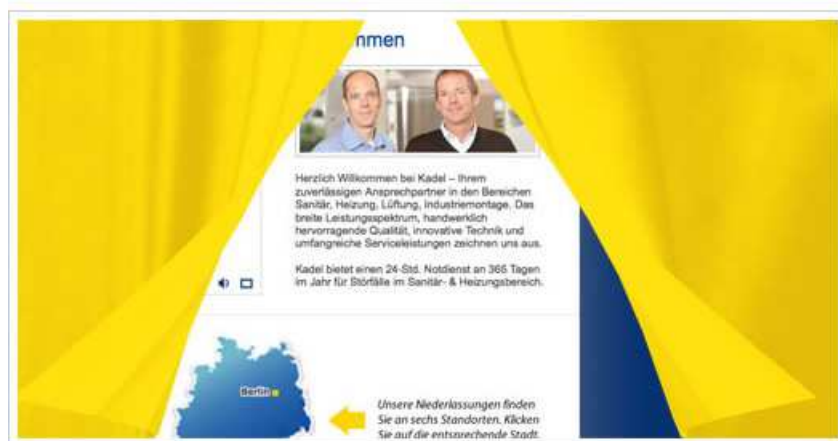 mmen
Herzlich Willkommen bei Kadel – Ihrem
zuverlässigen Ansprechpartner in den Bereichen
Sanitär, Heizung, Lüftung, Industriemontage. Das
breite Leistungsspektrum, handwerklich
hervorragende Qualität, innovative Technik und
umfangreiche Serviceleistungen zeichnen uns aus.
Kadel bietet einen 24-Std. Notdienst an 365 Tagen
im Jahr für Störfälle im Sanitär- & Heizungsbereich.
Berlin
Unsere Niederlassungen finden
Sie an sechs Standorten. Klicken
Sie auf die entsprechende Stadt.